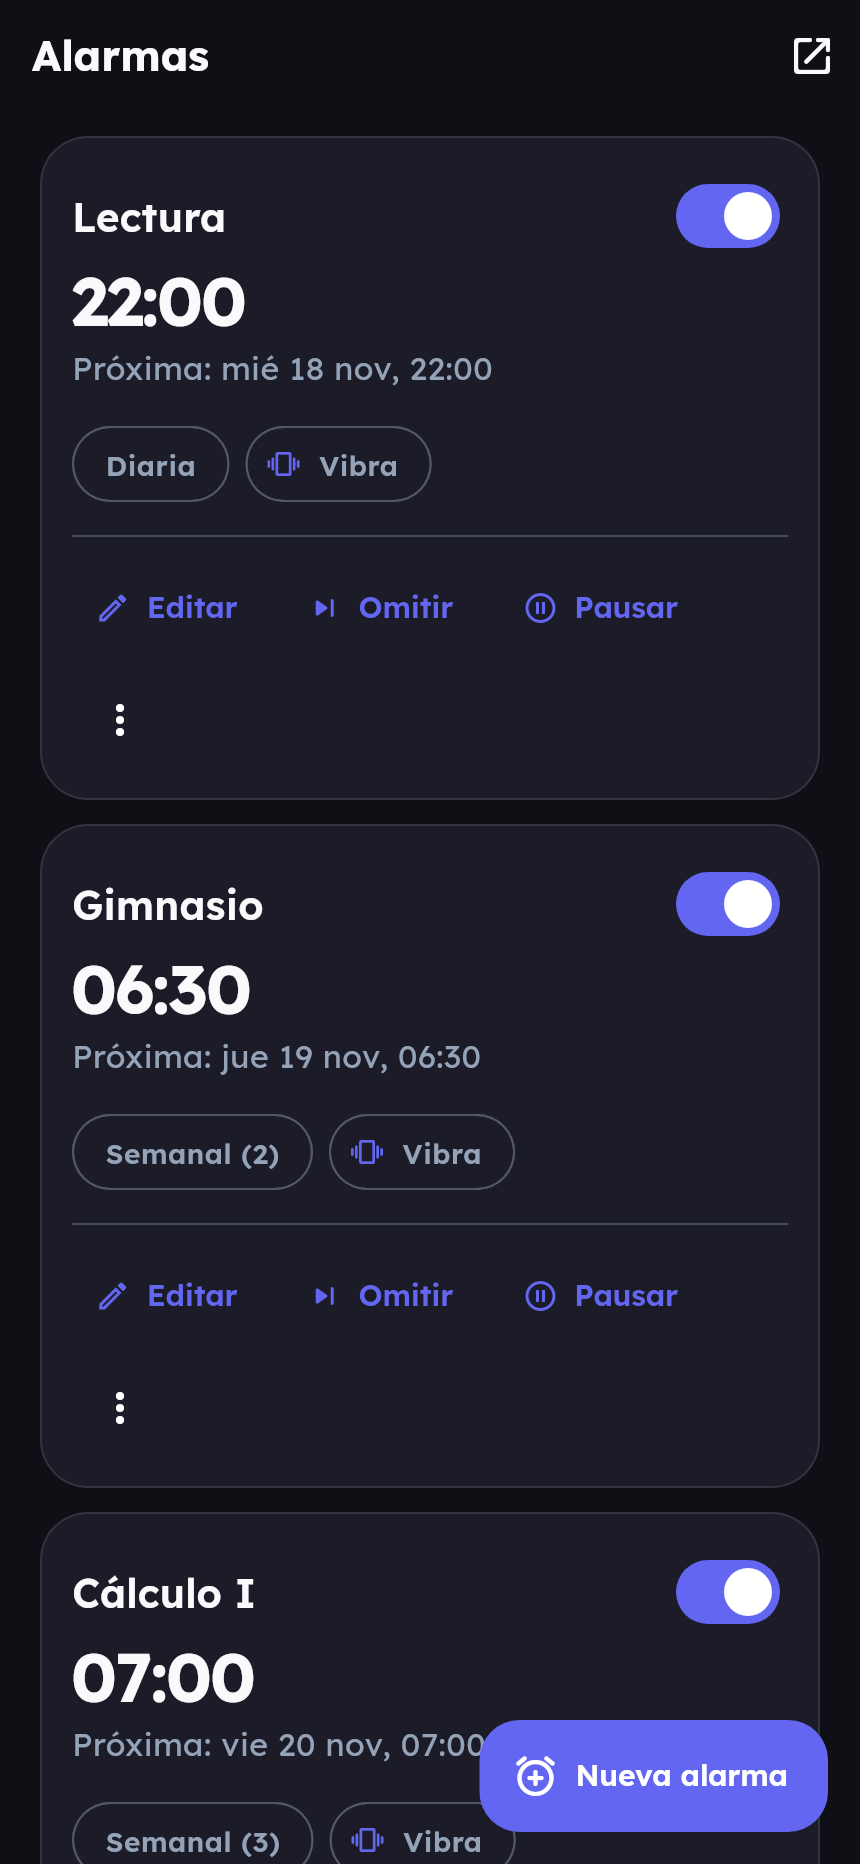 Alarmas
Lectura
22:00
Próxima: mié 18 nov, 22:00
Diaria Vibra
Editar Omitir Pausar
Gimnasio
06:30
Próxima: jue 19 nov, 06:30
Semanal (2) Vibra
Editar Omitir Pausar
Cálculo I
07:00
Próxima: vie 20 nov, 07:00
Nueva alarma
Semanal (3) Vibra